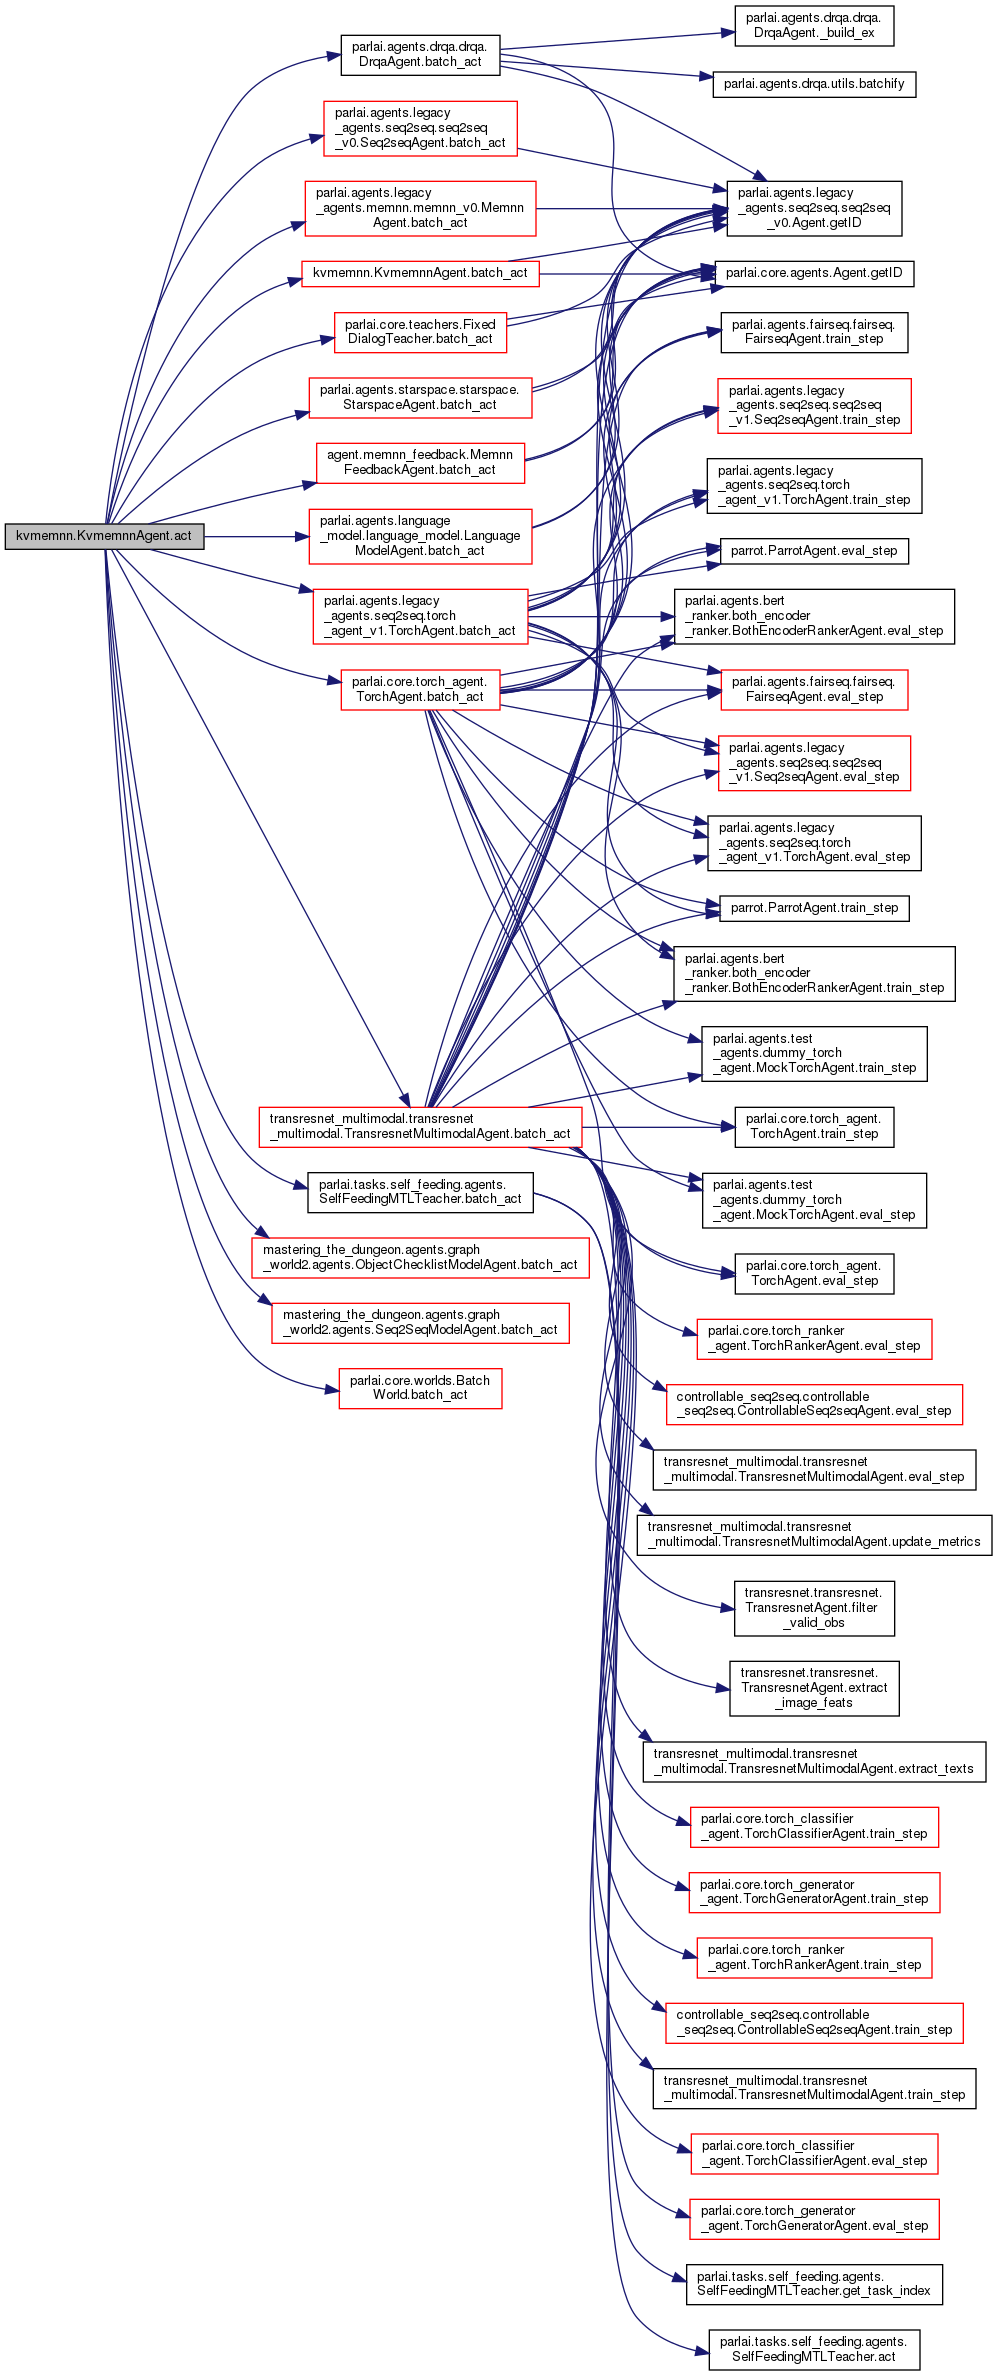 kvmemnn.KvmemnnAgent.act
parlai.agents.drqa.drqa.
DrqaAgent.batch_act
parlai.agents.legacy
_agents.seq2seq.seq2seq
_v0.Seq2seqAgent.batch_act
parlai.agents.legacy
_agents.memnn.memnn_v0.Memnn
Agent.batch_act
kvmemnn.KvmemnnAgent.batch_act
parlai.core.teachers.Fixed
DialogTeacher.batch_act
parlai.agents.starspace.starspace.
StarspaceAgent.batch_act
agent.memnn_feedback.Memnn
FeedbackAgent.batch_act
parlai.agents.language
_model.language_model.Language
ModelAgent.batch_act
parlai.agents.legacy
_agents.seq2seq.torch
_agent_v1.TorchAgent.batch_act
parlai.core.torch_agent.
TorchAgent.batch_act
transresnet_multimodal.transresnet
_multimodal.TransresnetMultimodalAgent.batch_act
parlai.tasks.self_feeding.agents.
SelfFeedingMTLTeacher.batch_act
mastering_the_dungeon.agents.graph
_world2.agents.ObjectChecklistModelAgent.batch_act
mastering_the_dungeon.agents.graph
_world2.agents.Seq2SeqModelAgent.batch_act
parlai.core.worlds.Batch
World.batch_act
parlai.agents.drqa.drqa.
DrqaAgent._build_ex
parlai.agents.drqa.utils.batchify
parlai.agents.legacy
_agents.seq2seq.seq2seq
_v0.Agent.getID
parlai.core.agents.Agent.getID
parlai.agents.fairseq.fairseq.
FairseqAgent.train_step
parlai.agents.legacy
_agents.seq2seq.seq2seq
_v1.Seq2seqAgent.train_step
parlai.agents.legacy
_agents.seq2seq.torch
_agent_v1.TorchAgent.train_step
parrot.ParrotAgent.eval_step
parlai.agents.bert
_ranker.both_encoder
_ranker.BothEncoderRankerAgent.eval_step
parlai.agents.fairseq.fairseq.
FairseqAgent.eval_step
parlai.agents.legacy
_agents.seq2seq.seq2seq
_v1.Seq2seqAgent.eval_step
parlai.agents.legacy
_agents.seq2seq.torch
_agent_v1.TorchAgent.eval_step
parrot.ParrotAgent.train_step
parlai.agents.bert
_ranker.both_encoder
_ranker.BothEncoderRankerAgent.train_step
parlai.agents.test
_agents.dummy_torch
_agent.MockTorchAgent.train_step
parlai.core.torch_agent.
TorchAgent.train_step
parlai.agents.test
_agents.dummy_torch
_agent.MockTorchAgent.eval_step
parlai.core.torch_agent.
TorchAgent.eval_step
parlai.core.torch_ranker
_agent.TorchRankerAgent.eval_step
controllable_seq2seq.controllable
_seq2seq.ControllableSeq2seqAgent.eval_step
transresnet_multimodal.transresnet
_multimodal.TransresnetMultimodalAgent.eval_step
transresnet_multimodal.transresnet
_multimodal.TransresnetMultimodalAgent.update_metrics
transresnet.transresnet.
TransresnetAgent.filter
_valid_obs
transresnet.transresnet.
TransresnetAgent.extract
_image_feats
transresnet_multimodal.transresnet
_multimodal.TransresnetMultimodalAgent.extract_texts
parlai.core.torch_classifier
_agent.TorchClassifierAgent.train_step
parlai.core.torch_generator
_agent.TorchGeneratorAgent.train_step
parlai.core.torch_ranker
_agent.TorchRankerAgent.train_step
controllable_seq2seq.controllable
_seq2seq.ControllableSeq2seqAgent.train_step
transresnet_multimodal.transresnet
_multimodal.TransresnetMultimodalAgent.train_step
parlai.core.torch_classifier
_agent.TorchClassifierAgent.eval_step
parlai.core.torch_generator
_agent.TorchGeneratorAgent.eval_step
parlai.tasks.self_feeding.agents.
SelfFeedingMTLTeacher.get_task_index
parlai.tasks.self_feeding.agents.
SelfFeedingMTLTeacher.act